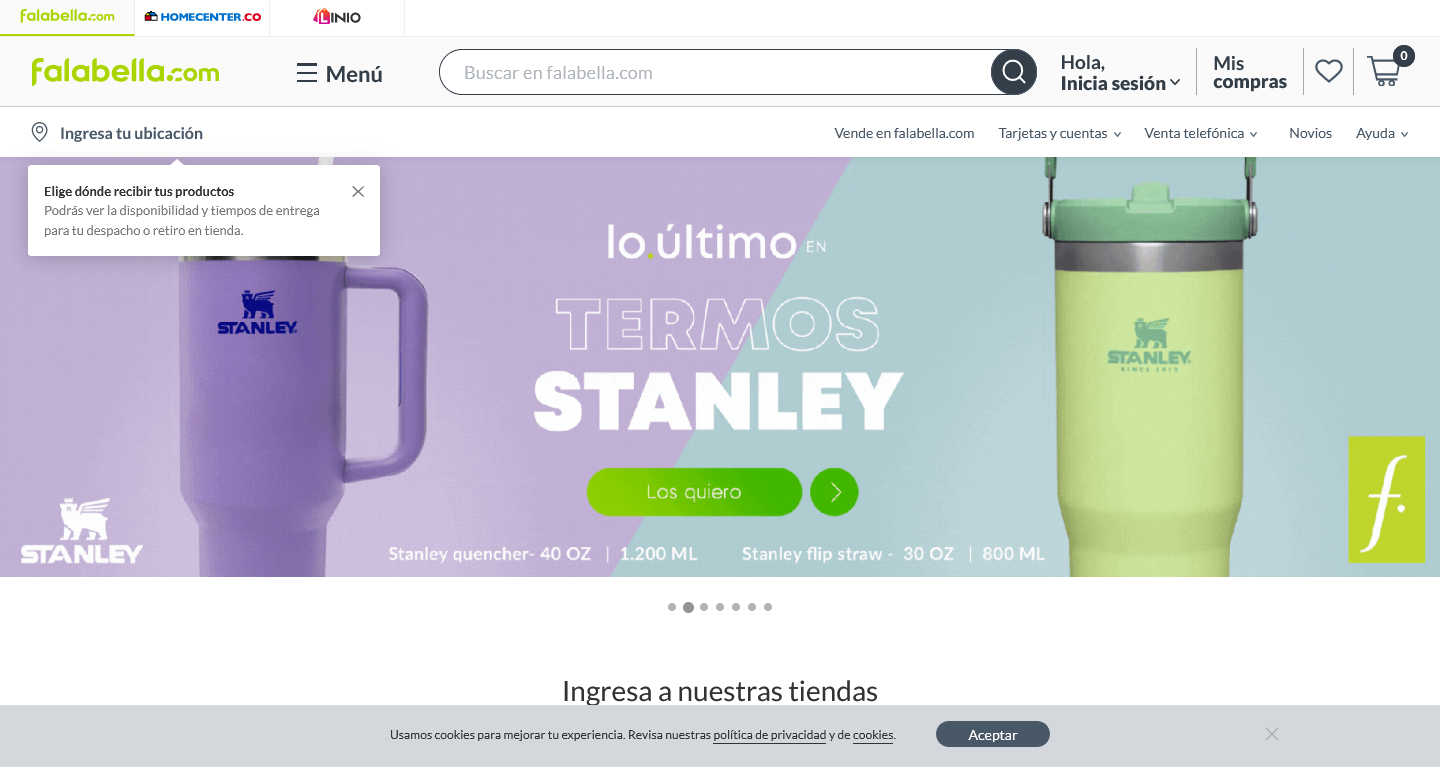 falabella.com
HOMECENTER.CO
LINIO
falabella.com
Menú
Buscar en falabella.com
Hola,
Inicia sesión
Mis
compras
0
Ingresa tu ubicación
Vende en falabella.com
Tarjetas y cuentas
Venta telefónica
Novios
Ayuda
Elige dónde recibir tus productos
Podrás ver la disponibilidad y tiempos de entrega
para tu despacho o retiro en tienda.
lo.último EN
TERMOS
STANLEY
Los quiero
STANLEY
STANLEY
SINCE 1913
STANLEY
Stanley quencher- 40 OZ | 1.200 ML
Stanley flip straw - 30 OZ | 800 ML
f.
Ingresa a nuestras tiendas
Usamos cookies para mejorar tu experiencia. Revisa nuestras política de privacidad y de cookies.
Aceptar